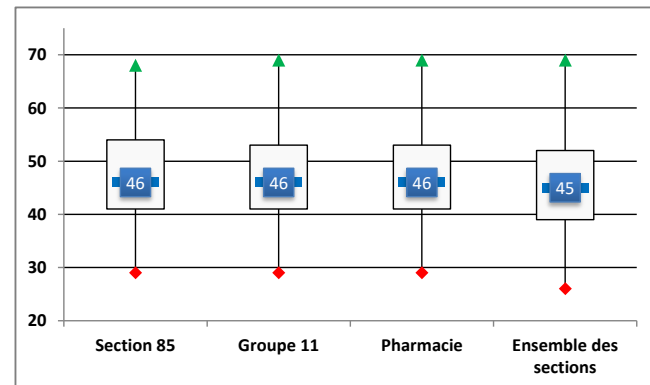 70
60
50
40
30
20
46
46
46
45
Section 85
Groupe 11
Pharmacie
Ensemble des
sections